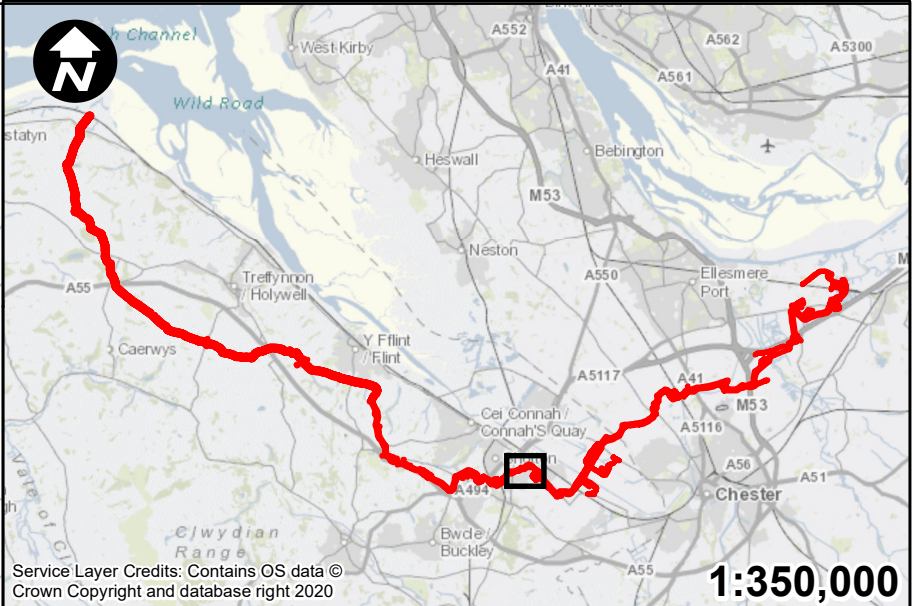 N
h Channel
West Kirby
A552
A41
A562
A5300
A561
Wild Road
statyn
Heswall
Bebington
M53
Neston
A55
Treffynnon
/ Holywell
A550
Ellesmere
Port
M
Caerwys
Y Fflint
/ Flint
A5117
A41
Cei Connah /
Connah'S Quay
M53
A5116
A56
A51
A494
Chester
gh
Clwydian
Range
Bwcle /
Buckley
A55
Service Layer Credits: Contains OS data ©
Crown Copyright and database right 2020
1:350,000